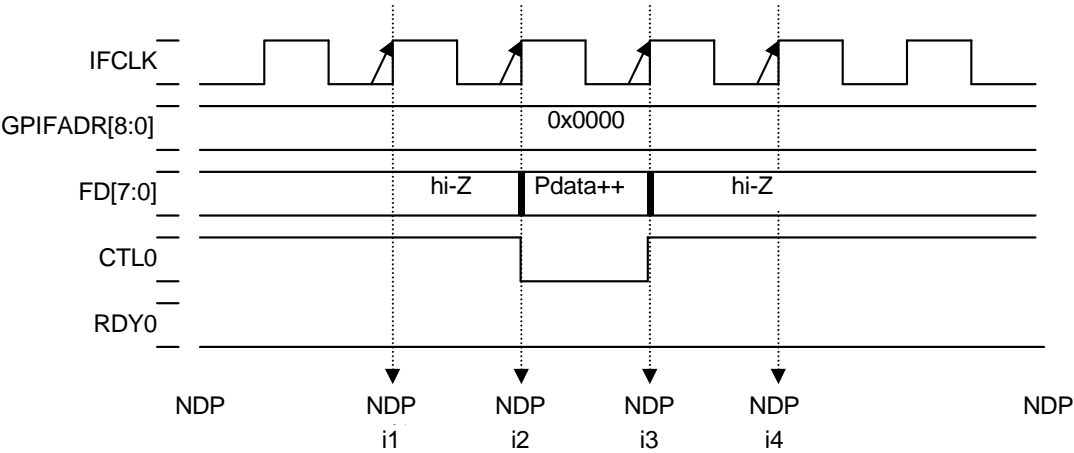 IFCLK
GPIFADR[8:0]
0x0000
FD[7:0]
hi-Z
Pdata++
hi-Z
CTL0
RDY0
NDP NDP NDP NDP NDP NDP
i1 i2 i3 i4